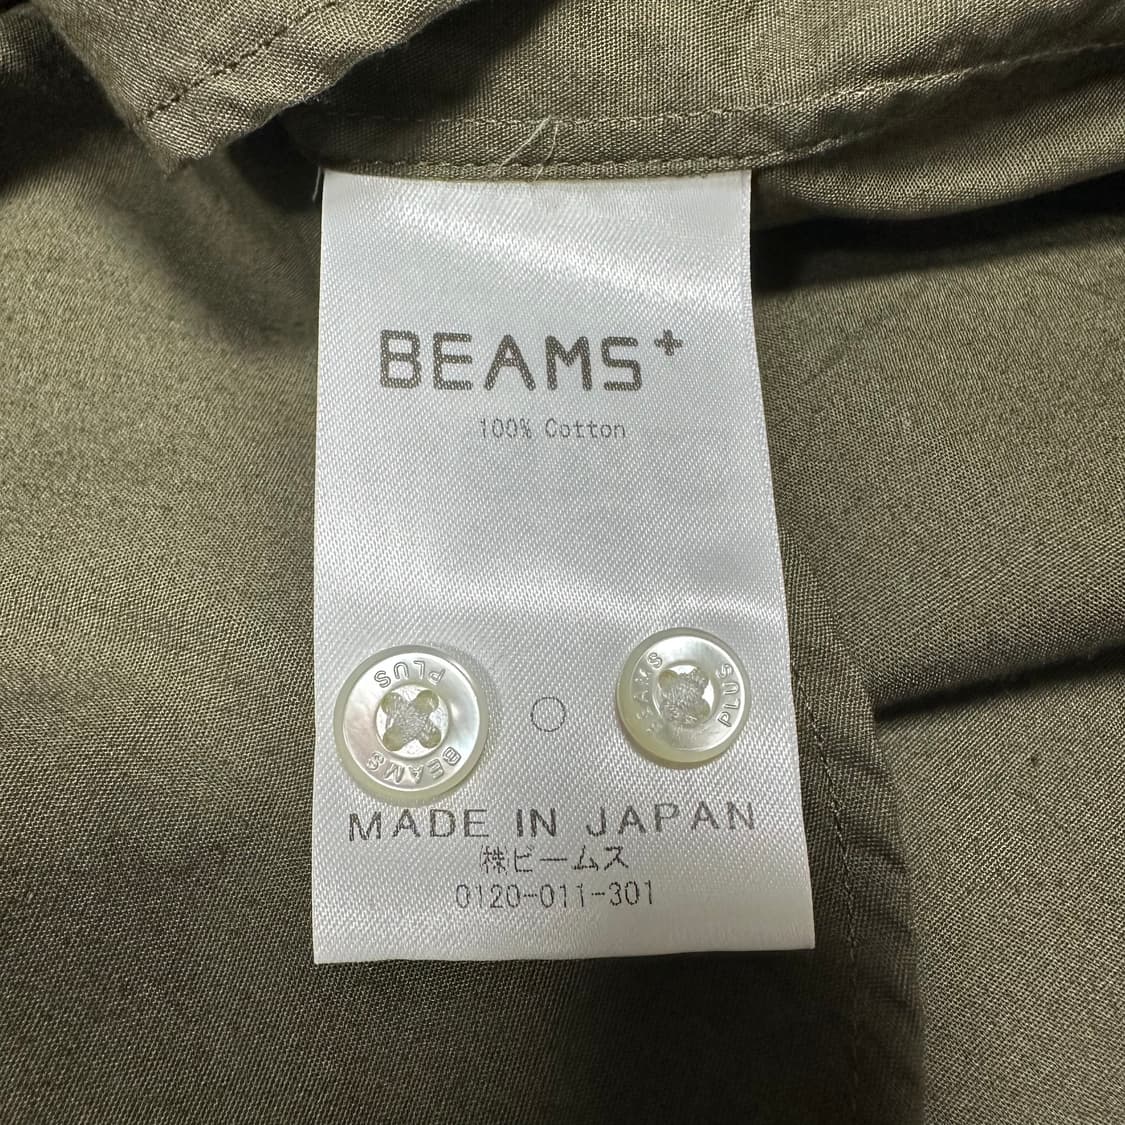 BEAMS+
100% Cotton
PLUS
BEAMS
BEAMS
PLUS
MADE IN JAPAN
㈱ビームス
0120-011-301